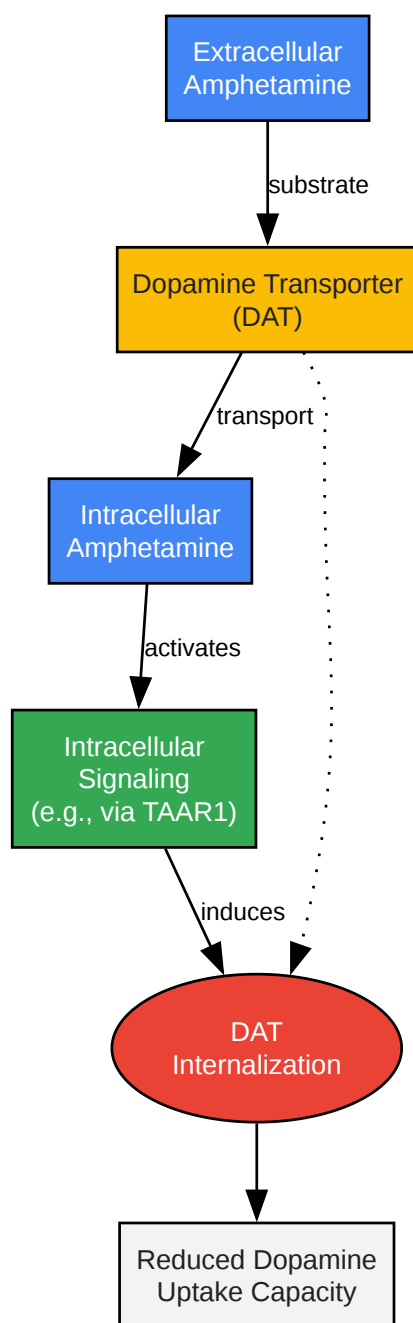 Extracellular
Amphetamine
substrate
Dopamine Transporter
(DAT)
transport
Intracellular
Amphetamine
activates
Intracellular
Signaling
(e.g., via TAAR1)
induces
DAT
Internalization
Reduced Dopamine
Uptake Capacity